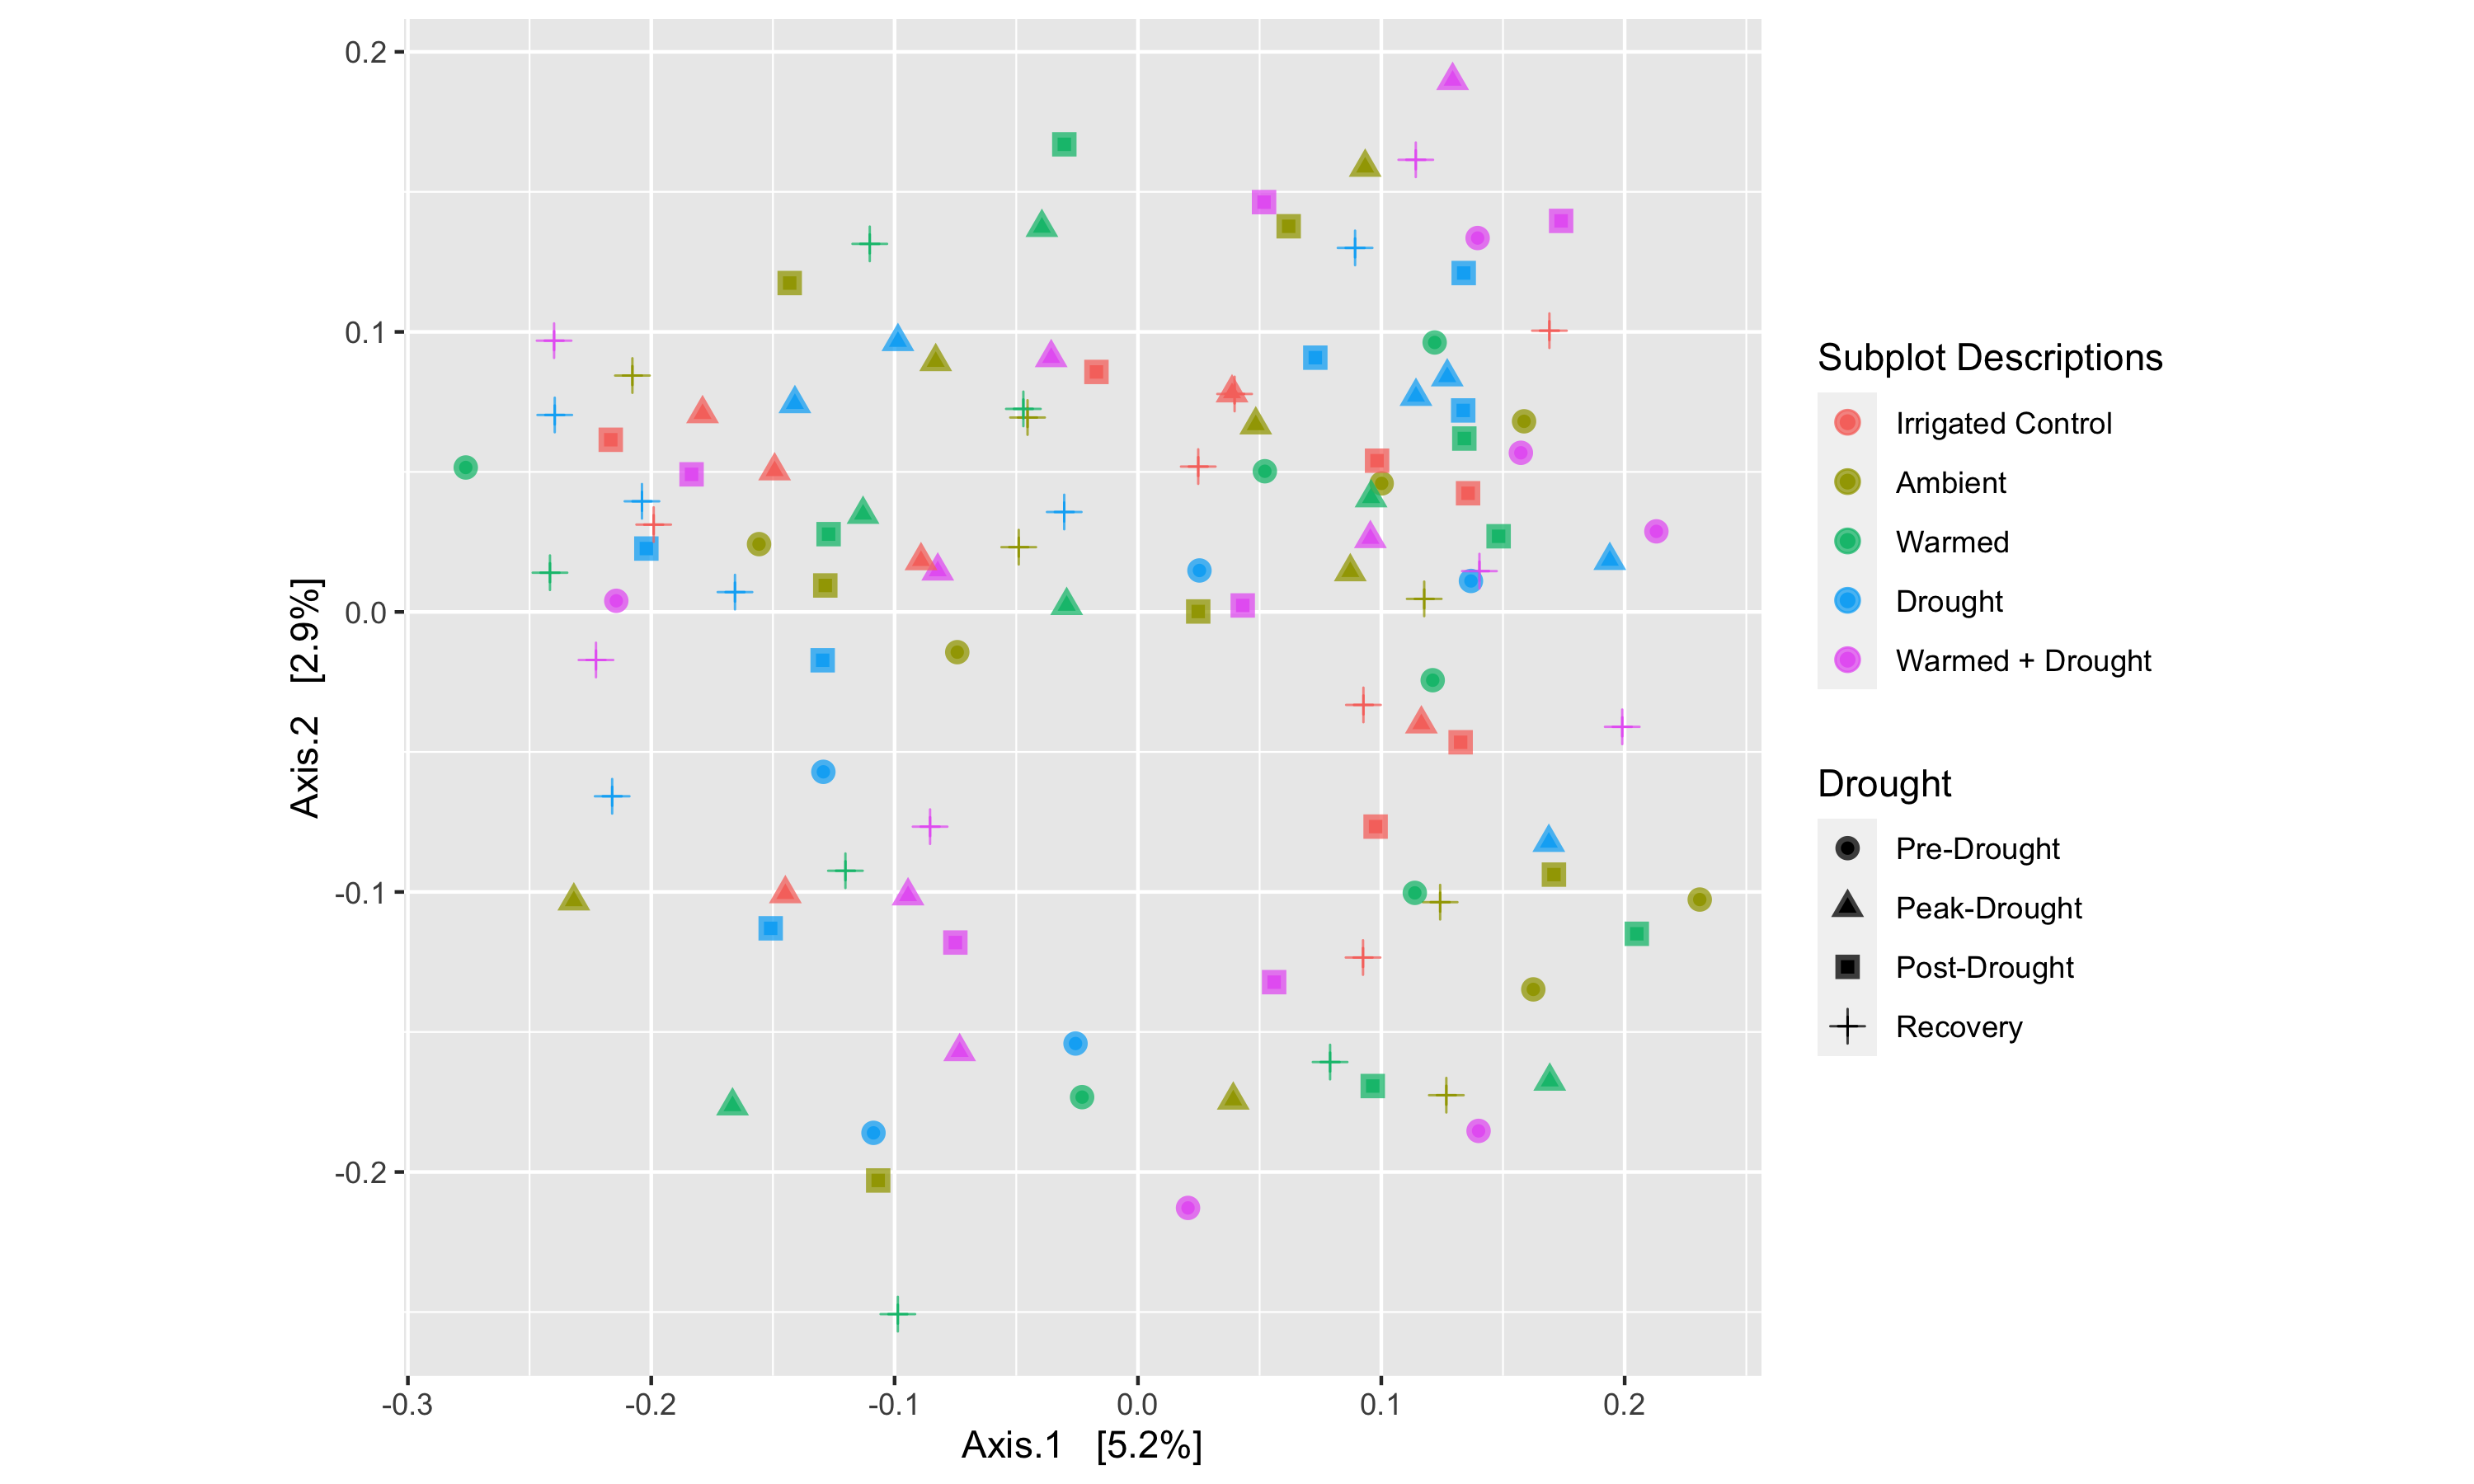 0.2
0.1
0.0
-0.1
-0.2
Axis.2 [2.9%]
-0.3
-0.2
-0.1
0.0
0.1
0.2
Axis.1 [5.2%]
Subplot Descriptions
Irrigated Control
Ambient
Warmed
Drought
Warmed + Drought
Drought
Pre-Drought
Peak-Drought
Post-Drought
Recovery